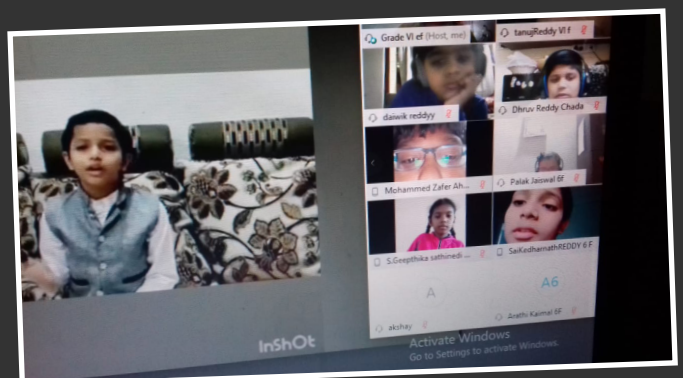 Grade VI ef (Host, me)
tanujReddy VI f
daiwik reddyy
Dhruv Reddy Chada
Mohammed Zafer Ah...
Palak Jaiswal 6f
S.Geepthika sathinedi ...
SaiKedharnathREDDY 6 F
A
A6
akshay
Arathi Kaimal 6F
InShOt
Activate Windows
Go to Settings to activate Windows.